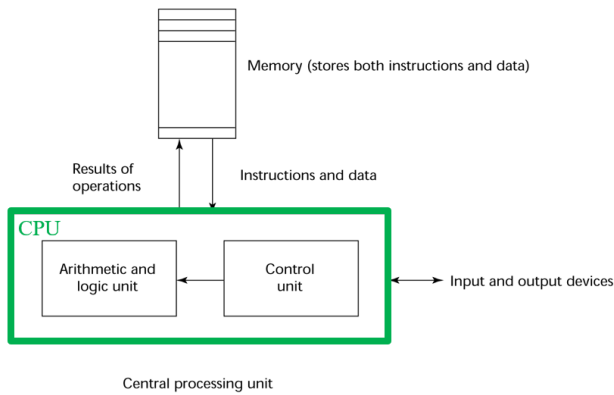 Memory (stores both instructions and data)
Results of
operations
Instructions and data
CPU
Arithmetic and
logic unit
Control
unit
Input and output devices
Central processing unit